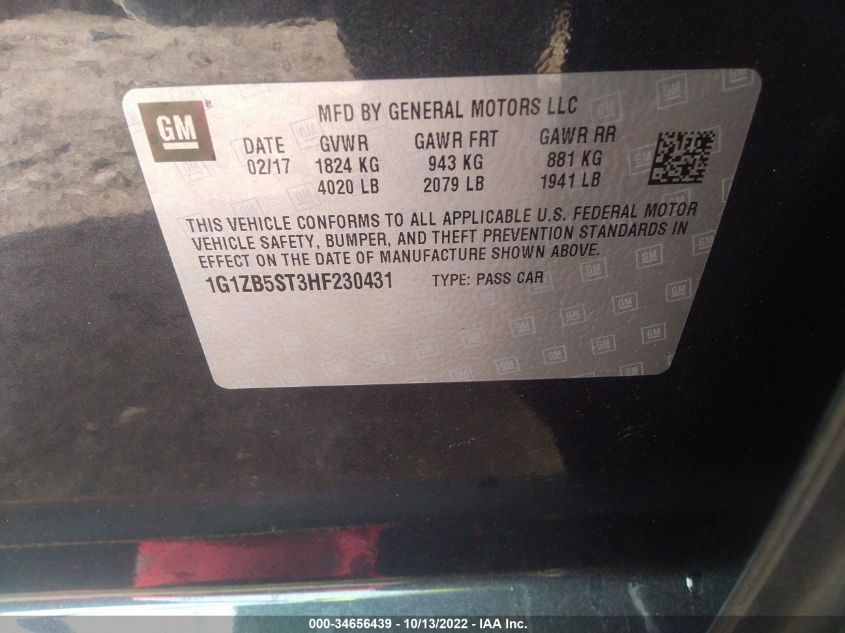 GM
MFD BY GENERAL MOTORS LLC
DATE GVWR GAWR FRT GAWR RR
02/17 1824 KG 943 KG 881 KG
4020 LB 2079 LB 1941 LB
THIS VEHICLE CONFORMS TO ALL APPLICABLE U.S. FEDERAL MOTOR
VEHICLE SAFETY, BUMPER, AND THEFT PREVENTION STANDARDS IN
EFFECT ON THE DATE OF MANUFACTURE SHOWN ABOVE.
1G1ZB5ST3HF230431 TYPE: PASS CAR
000-34656439 - 10/13/2022 - IAA Inc.